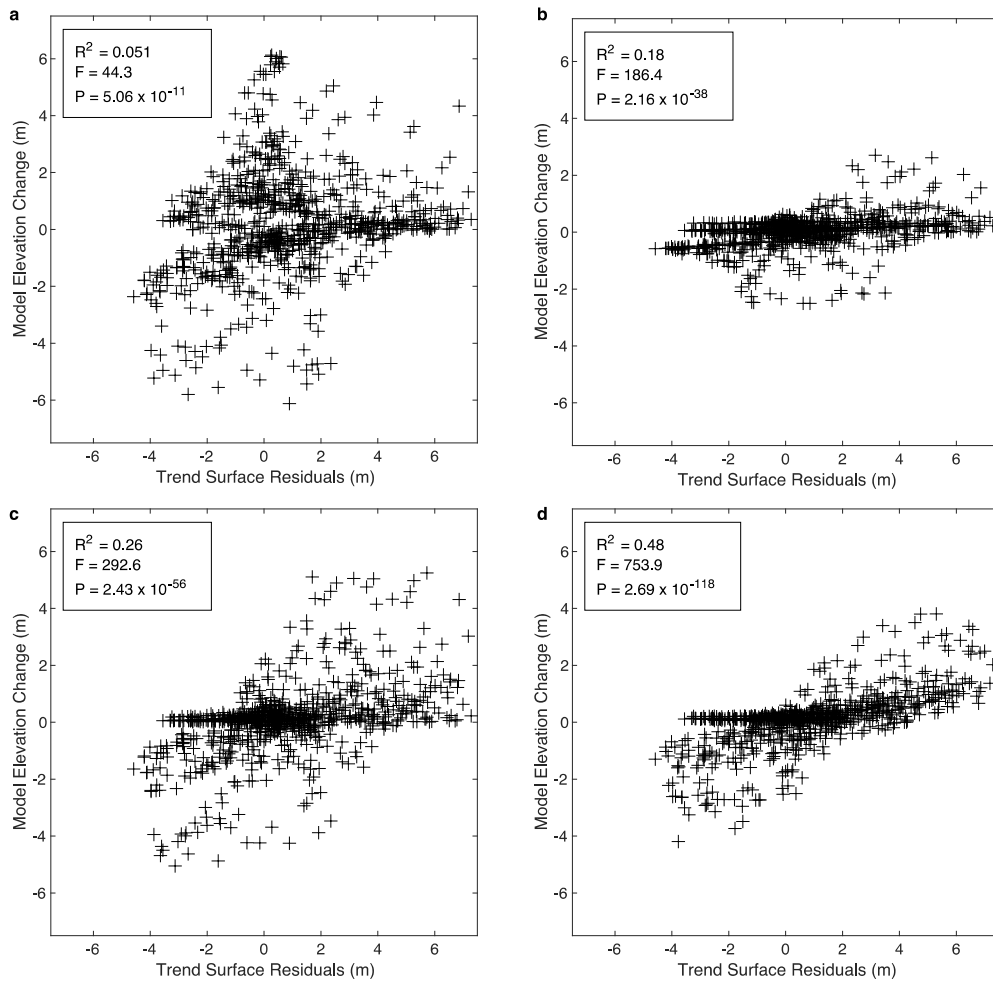 a
R² = 0.051
F = 44.3
P = 5.06 x 10⁻¹¹
6
4
2
0
-2
-4
-6
Model Elevation Change (m)
-6 -4 -2 0 2 4 6
Trend Surface Residuals (m)
b
R² = 0.18
F = 186.4
P = 2.16 x 10⁻³⁸
6
4
2
0
-2
-4
-6
Model Elevation Change (m)
-6 -4 -2 0 2 4 6
Trend Surface Residuals (m)
c
R² = 0.26
F = 292.6
P = 2.43 x 10⁻⁵⁶
6
4
2
0
-2
-4
-6
Model Elevation Change (m)
-6 -4 -2 0 2 4 6
Trend Surface Residuals (m)
d
R² = 0.48
F = 753.9
P = 2.69 x 10⁻¹¹⁸
6
4
2
0
-2
-4
-6
Model Elevation Change (m)
-6 -4 -2 0 2 4 6
Trend Surface Residuals (m)